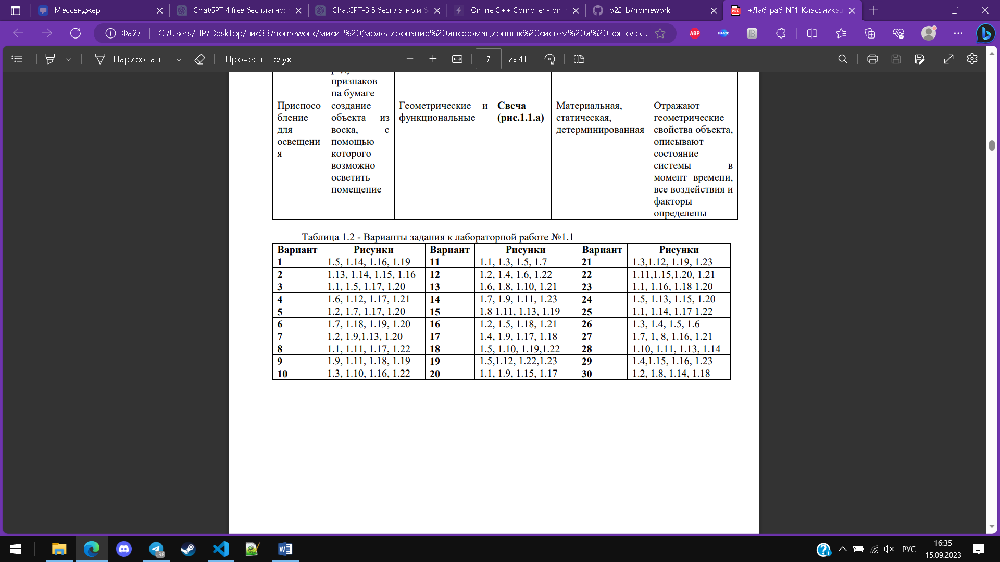 Мессенджер
ChatGPT 4 free бесплатно:
ChatGPT-3.5 бесплатно и б
Online C++ Compiler - onli
b221b/homework
+Лаб_раб_№1_Классиика
Файл
C:/Users/HP/Desktop/вис33/homework/мисит%20(моделирование%20информационных%20систем%20и%20техноло...
ABP
MAGIC
B
Нарисовать
Прочесть вслух
7
из 41
признаков
на бумаге
Приспосо
бление
для
освещени
я
создание
объекта из
воска, с
помощью
которого
возможно
осветить
помещение
Геометрические и
функциональные
Свеча
(рис.1.1.а)
Материальная,
статическая,
детерминированная
Отражают
геометрические
свойства объекта,
описывают
состояние
системы в
момент времени,
все воздействия и
факторы
определены
Таблица 1.2 - Варианты задания к лабораторной работе №1.1
Вариант Рисунки Вариант Рисунки Вариант Рисунки
1 1.5, 1.14, 1.16, 1.19 11 1.1, 1.3, 1.5, 1.7 21 1.3,1.12, 1.19, 1.23
2 1.13, 1.14, 1.15, 1.16 12 1.2, 1.4, 1.6, 1.22 22 1.11,1.15,1.20, 1.21
3 1.1, 1.5, 1.17, 1.20 13 1.6, 1.8, 1.10, 1.21 23 1.1, 1.16, 1.18 1.20
4 1.6, 1.12, 1.17, 1.21 14 1.7, 1.9, 1.11, 1.23 24 1.5, 1.13, 1.15, 1.20
5 1.2, 1.7, 1.17, 1.20 15 1.8 1.11, 1.13, 1.19 25 1.1, 1.14, 1.17 1.22
6 1.7, 1.18, 1.19, 1.20 16 1.2, 1.5, 1.18, 1.21 26 1.3, 1.4, 1.5, 1.6
7 1.2, 1.9,1.13, 1.20 17 1.4, 1.9, 1.17, 1.18 27 1.7, 1, 8, 1.16, 1.21
8 1.1, 1.11, 1.17, 1.22 18 1.5, 1.10, 1.19,1.22 28 1.10, 1.11, 1.13, 1.14
9 1.9, 1.11, 1.18, 1.19 19 1.5,1.12, 1.22,1.23 29 1.4,1.15, 1.16, 1.23
10 1.3, 1.10, 1.16, 1.22 20 1.1, 1.9, 1.15, 1.17 30 1.2, 1.8, 1.14, 1.18
.98
РУС
16:35
15.09.2023